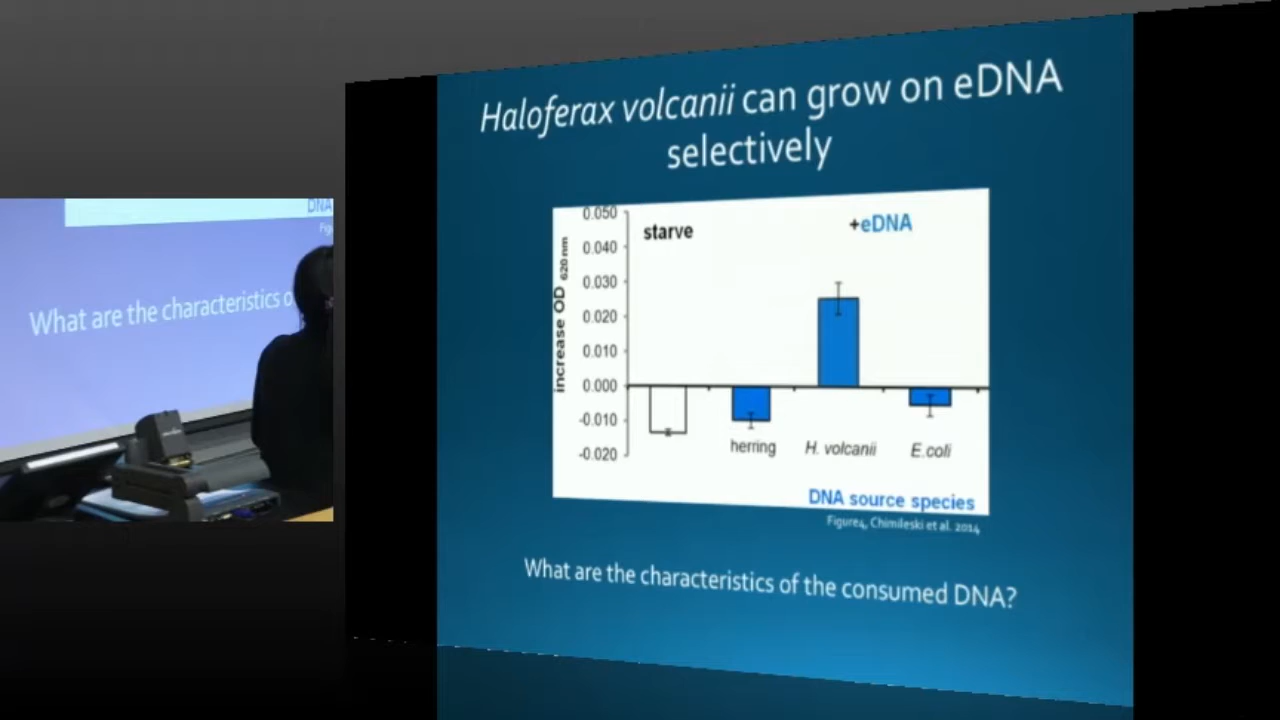 Haloferax volcanii can grow on eDNA
selectively
starve
+eDNA
increase OD 620 nm
0.050
0.040
0.030
0.020
0.010
0.000
-0.010
-0.020
herring
H. volcanii
E.coli
DNA source species
Figure4, Chimileski et al. 2014
What are the characteristics of the consumed DNA?
DNA
Fig
What are the characteristics o